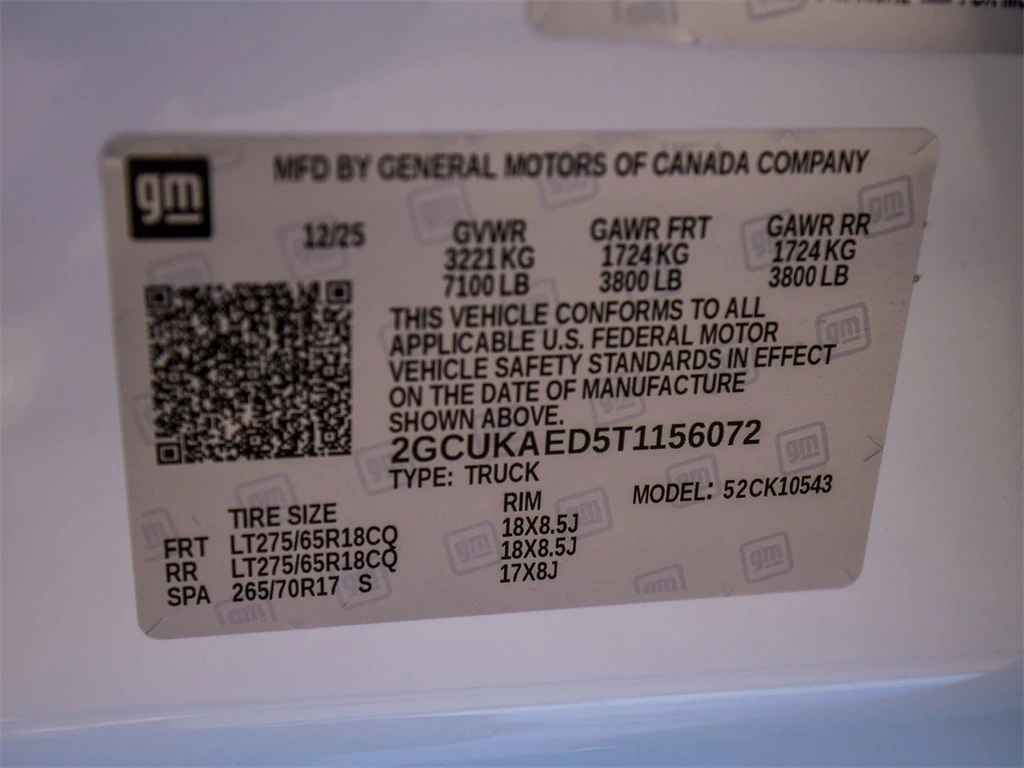 MFD BY GENERAL MOTORS OF CANADA COMPANY
gm
12/25 GVWR GAWR FRT GAWR RR
3221 KG 1724 KG 1724 KG
7100 LB 3800 LB 3800 LB
THIS VEHICLE CONFORMS TO ALL
APPLICABLE U.S. FEDERAL MOTOR
VEHICLE SAFETY STANDARDS IN EFFECT
ON THE DATE OF MANUFACTURE
SHOWN ABOVE.
2GCUKAED5T1156072
TYPE: TRUCK
MODEL: 52CK10543
TIRE SIZE RIM
FRT LT275/65R18CQ 18X8.5J
RR LT275/65R18CQ 18X8.5J
SPA 265/70R17 S 17X8J